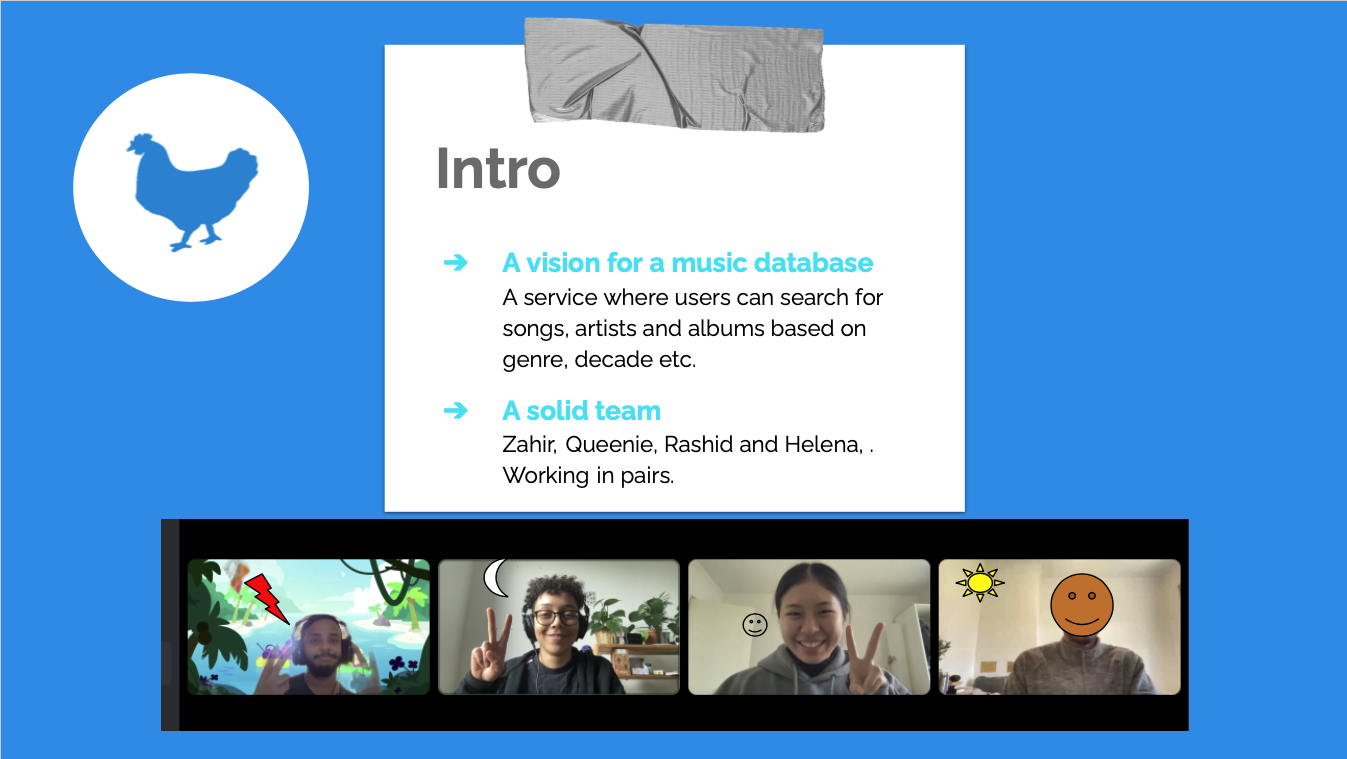 Intro
➔ A vision for a music database
A service where users can search for
songs, artists and albums based on
genre, decade etc.
➔ A solid team
Zahir, Queenie, Rashid and Helena, .
Working in pairs.